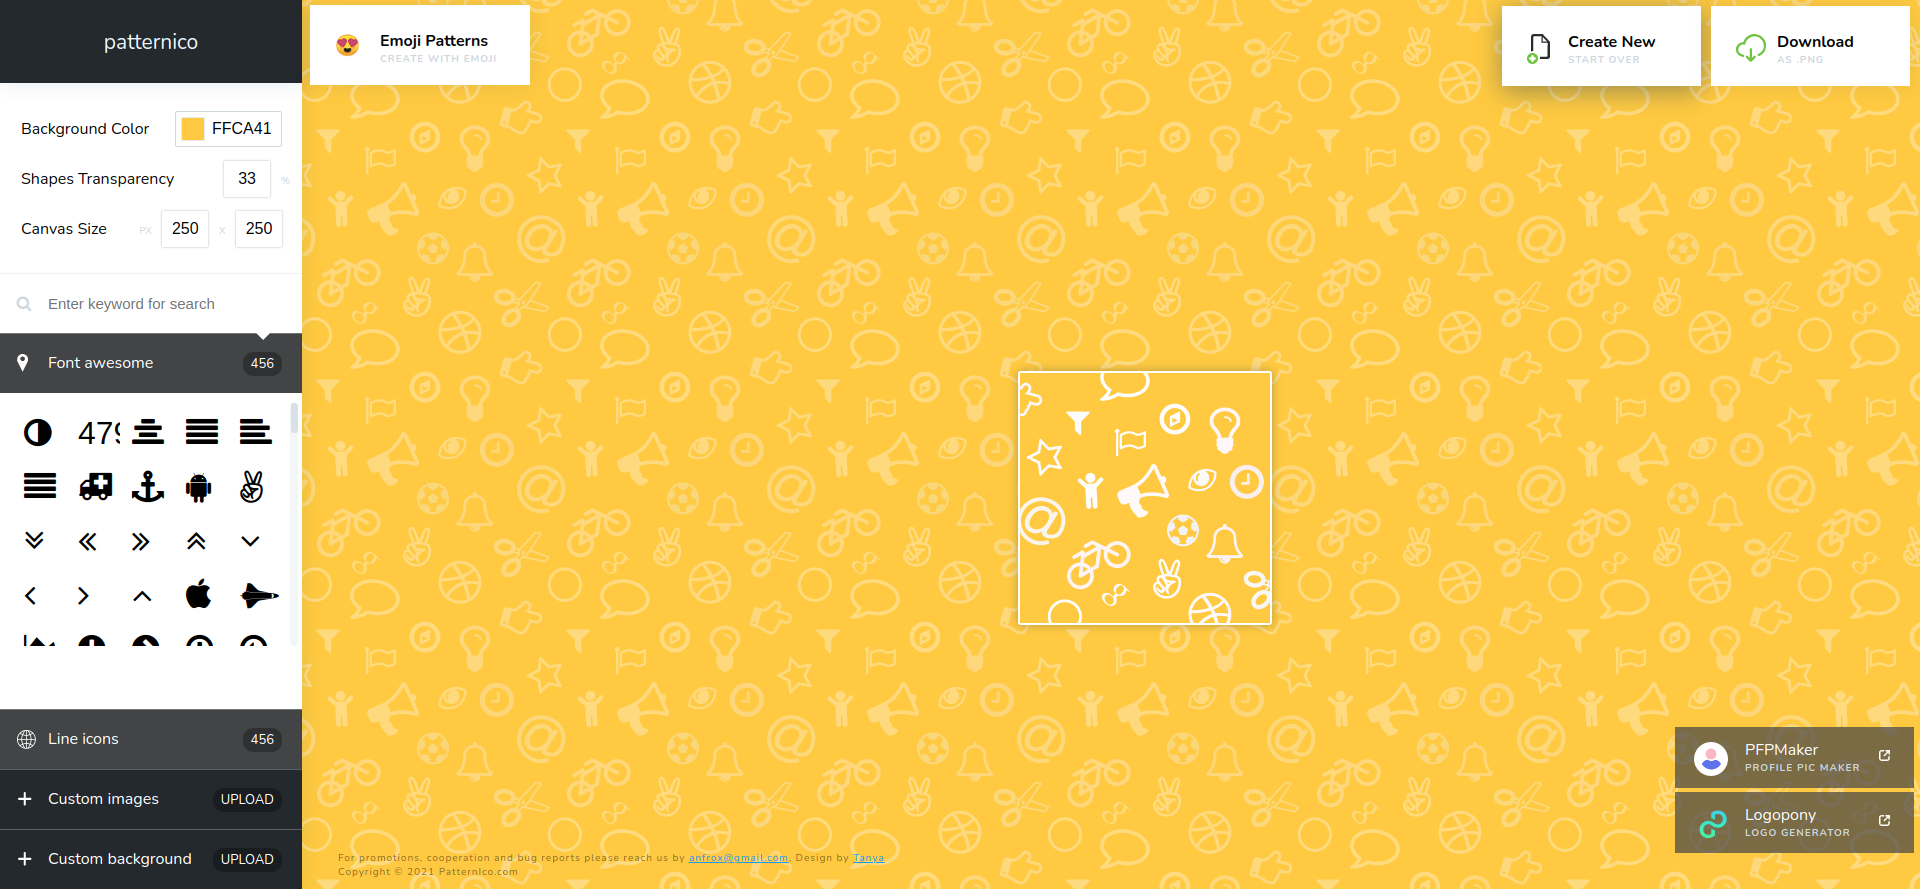 patternico
Background Color
FFCA41
Shapes Transparency
33
%
Canvas Size
PX
250
X
250
Enter keyword for search
Font awesome
456
Line icons
456
Custom images
UPLOAD
Custom background
UPLOAD
Emoji Patterns
CREATE WITH EMOJI
Create New
START OVER
Download
AS .PNG
PFPMaker
PROFILE PIC MAKER
Logopony
LOGO GENERATOR
For promotions, cooperation and bug reports please reach us by anfrox@gmail.com. Design by Tanya
Copyright © 2021 PatternIco.com